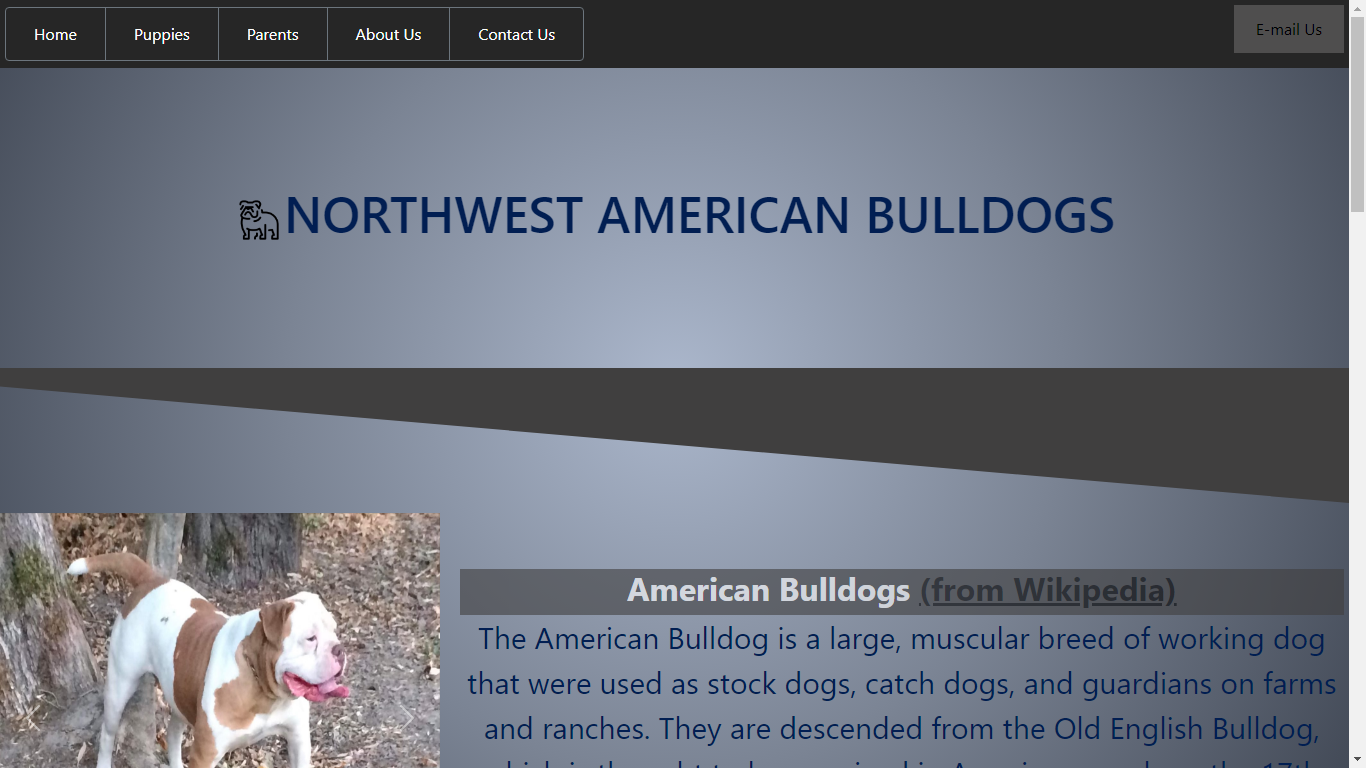 Home
Puppies
Parents
About Us
Contact Us
E-mail Us
NORTHWEST AMERICAN BULLDOGS
American Bulldogs (from Wikipedia)
The American Bulldog is a large, muscular breed of working dog
that were used as stock dogs, catch dogs, and guardians on farms
and ranches. They are descended from the Old English Bulldog,